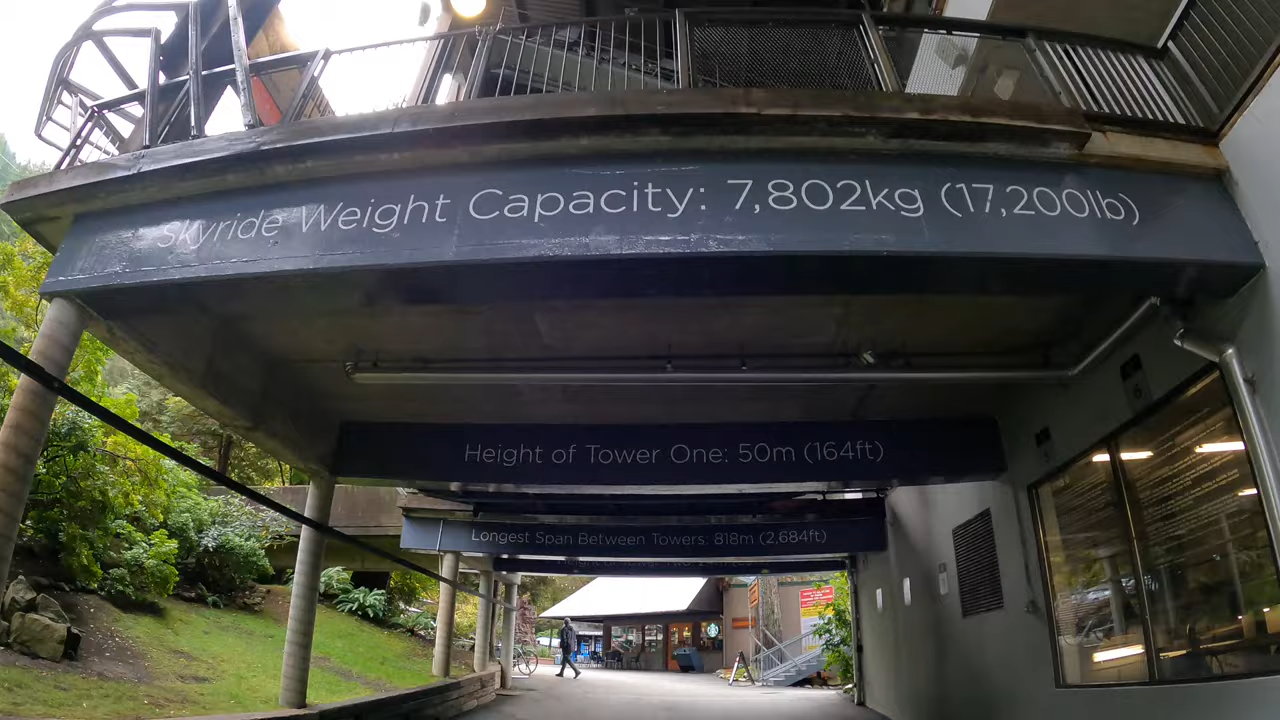 Skyride Weight Capacity: 7,802kg (17,200lb)
Height of Tower One: 50m (164ft)
Longest Span Between Towers: 818m (2,684ft)